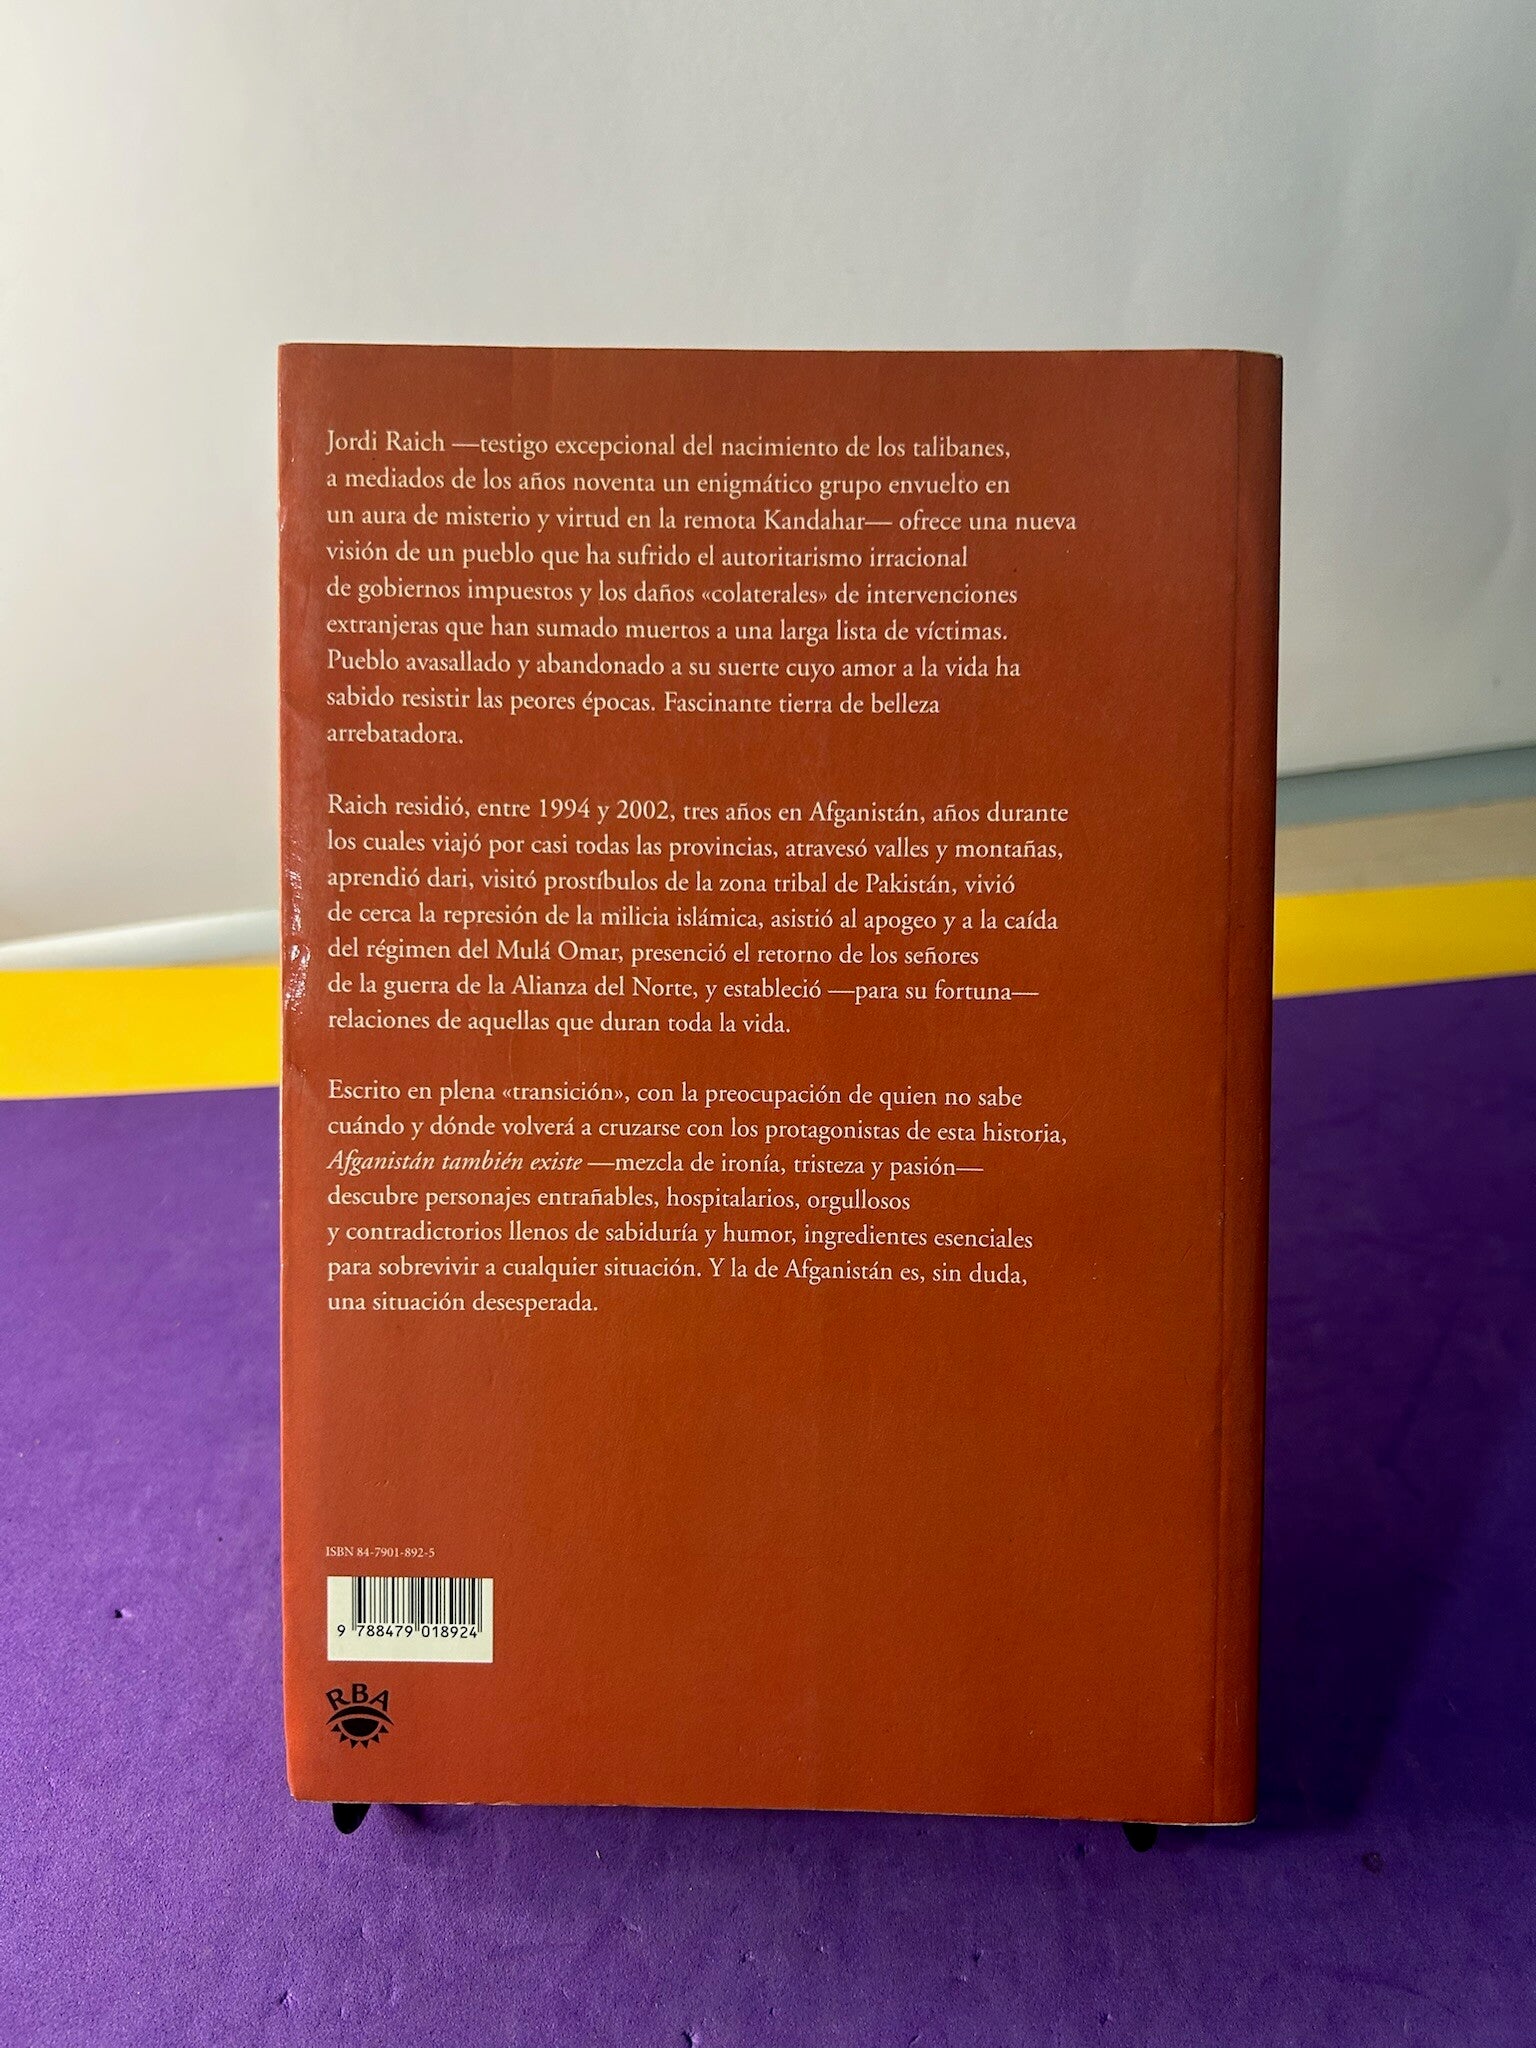 Jordi Raich —testigo excepcional del nacimiento de los talibanes,
a mediados de los años noventa un enigmático grupo envuelto en
un aura de misterio y virtud en la remota Kandahar— ofrece una nueva
visión de un pueblo que ha sufrido el autoritarismo irracional
de gobiernos impuestos y los daños «colaterales» de intervenciones
extranjeras que han sumado muertos a una larga lista de víctimas.
Pueblo avasallado y abandonado a su suerte cuyo amor a la vida ha
sabido resistir las peores épocas. Fascinante tierra de belleza
arrebatadora.
Raich residió, entre 1994 y 2002, tres años en Afganistán, años durante
los cuales viajó por casi todas las provincias, atravesó valles y montañas,
aprendió dari, visitó prostíbulos de la zona tribal de Pakistán, vivió
de cerca la represión de la milicia islámica, asistió al apogeo y a la caída
del régimen del Mulá Omar, presenció el retorno de los señores
de la guerra de la Alianza del Norte, y estableció —para su fortuna—
relaciones de aquellas que duran toda la vida.
Escrito en plena «transición», con la preocupación de quien no sabe
cuándo y dónde volverá a cruzarse con los protagonistas de esta historia,
Afganistán también existe —mezcla de ironía, tristeza y pasión—
descubre personajes entrañables, hospitalarios, orgullosos
y contradictorios llenos de sabiduría y humor, ingredientes esenciales
para sobrevivir a cualquier situación. Y la de Afganistán es, sin duda,
una situación desesperada.
ISBN 84-7901-892-5
9 788479 018924
RBA